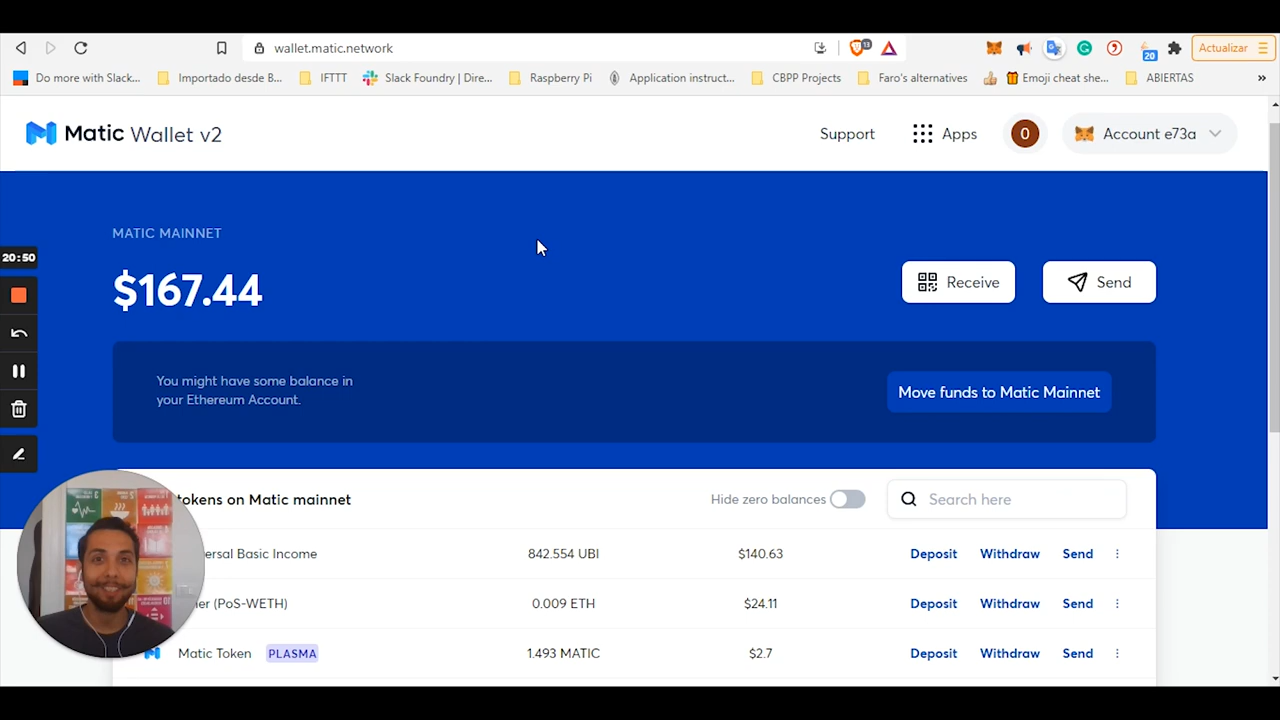 wallet.matic.network
13
20
Actualizar
Do more with Slack...
Importado desde B...
IFTTT
Slack Foundry | Dire...
Raspberry Pi
Application instruct...
CBPP Projects
Faro's alternatives
Emoji cheat she...
ABIERTAS
»
Matic Wallet v2
Support
Apps
0
Account e73a
MATIC MAINNET
20:50
$167.44
Receive
Send
You might have some balance in
your Ethereum Account.
Move funds to Matic Mainnet
tokens on Matic mainnet
Hide zero balances
Search here
ersal Basic Income 842.554 UBI $140.63 Deposit Withdraw Send
er (PoS-WETH) 0.009 ETH $24.11 Deposit Withdraw Send
Matic Token PLASMA 1.493 MATIC $2.7 Deposit Withdraw Send